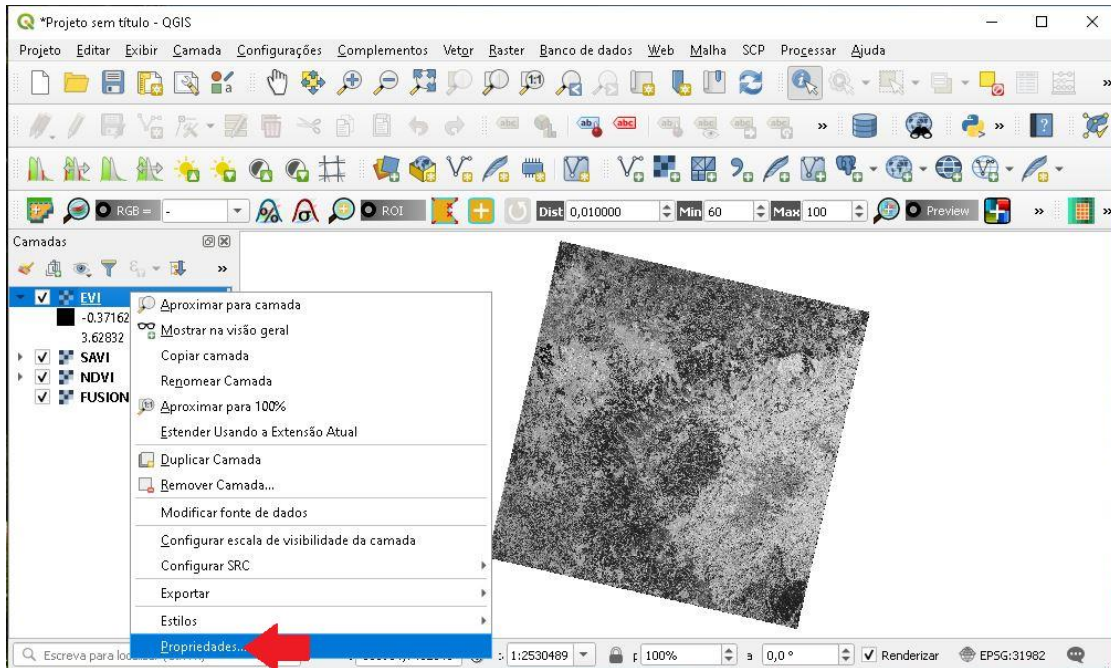 *Projeto sem título - QGIS
Projeto Editar Exibir Camada Configurações Complementos Vetor Raster Banco de dados Web Malha SCP Processar Ajuda
RGB = - ROI Dist 0,010000 Min 60 Max 100 Preview
Camadas
EVI
-0.37162
3.62832
SAVI
NDVI
FUSION
Aproximar para camada
Mostrar na visão geral
Copiar camada
Renomear Camada
Aproximar para 100%
Estender Usando a Extensão Atual
Duplicar Camada
Remover Camada...
Modificar fonte de dados
Configurar escala de visibilidade da camada
Configurar SRC
Exportar
Estilos
Propriedades...
Escreva para 1:2530489 100% 0,0 ° Renderizar EPSG:31982